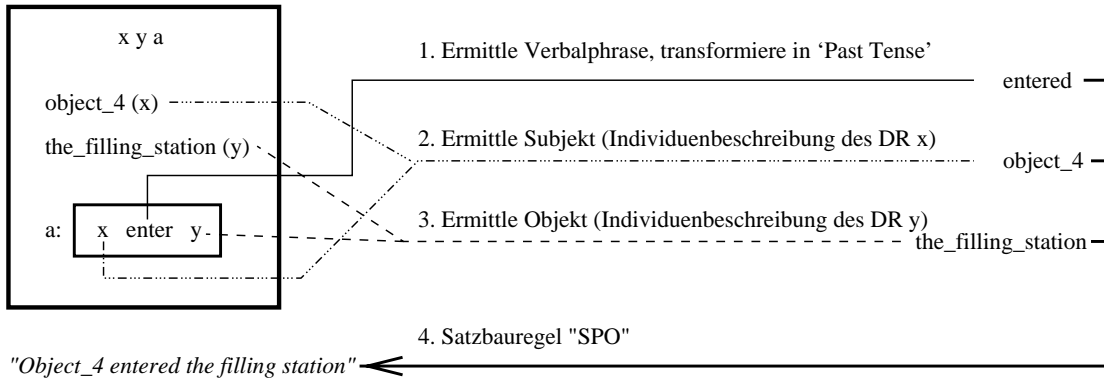 x y a
1. Ermittle Verbalphrase, transformiere in ‘Past Tense’
entered
object_4 (x)
2. Ermittle Subjekt (Individuenbeschreibung des DR x)
object_4
the_filling_station (y)
3. Ermittle Objekt (Individuenbeschreibung des DR y)
the_filling_station
a: x enter y
4. Satzbauregel "SPO"
"Object_4 entered the filling station"